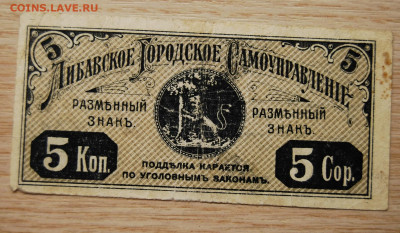 COINS.LAVE.RU
5 5
Либавское Городское Самоуправленіе
РАЗМѢННЫЙ ЗНАКЪ. РАЗМѢННЫЙ ЗНАКЪ.
5 Коп. 5 Cop.
ПОДДѢЛКА КАРАЕТСЯ
ПО УГОЛОВНЫМЪ ЗАКОНАМЪ.